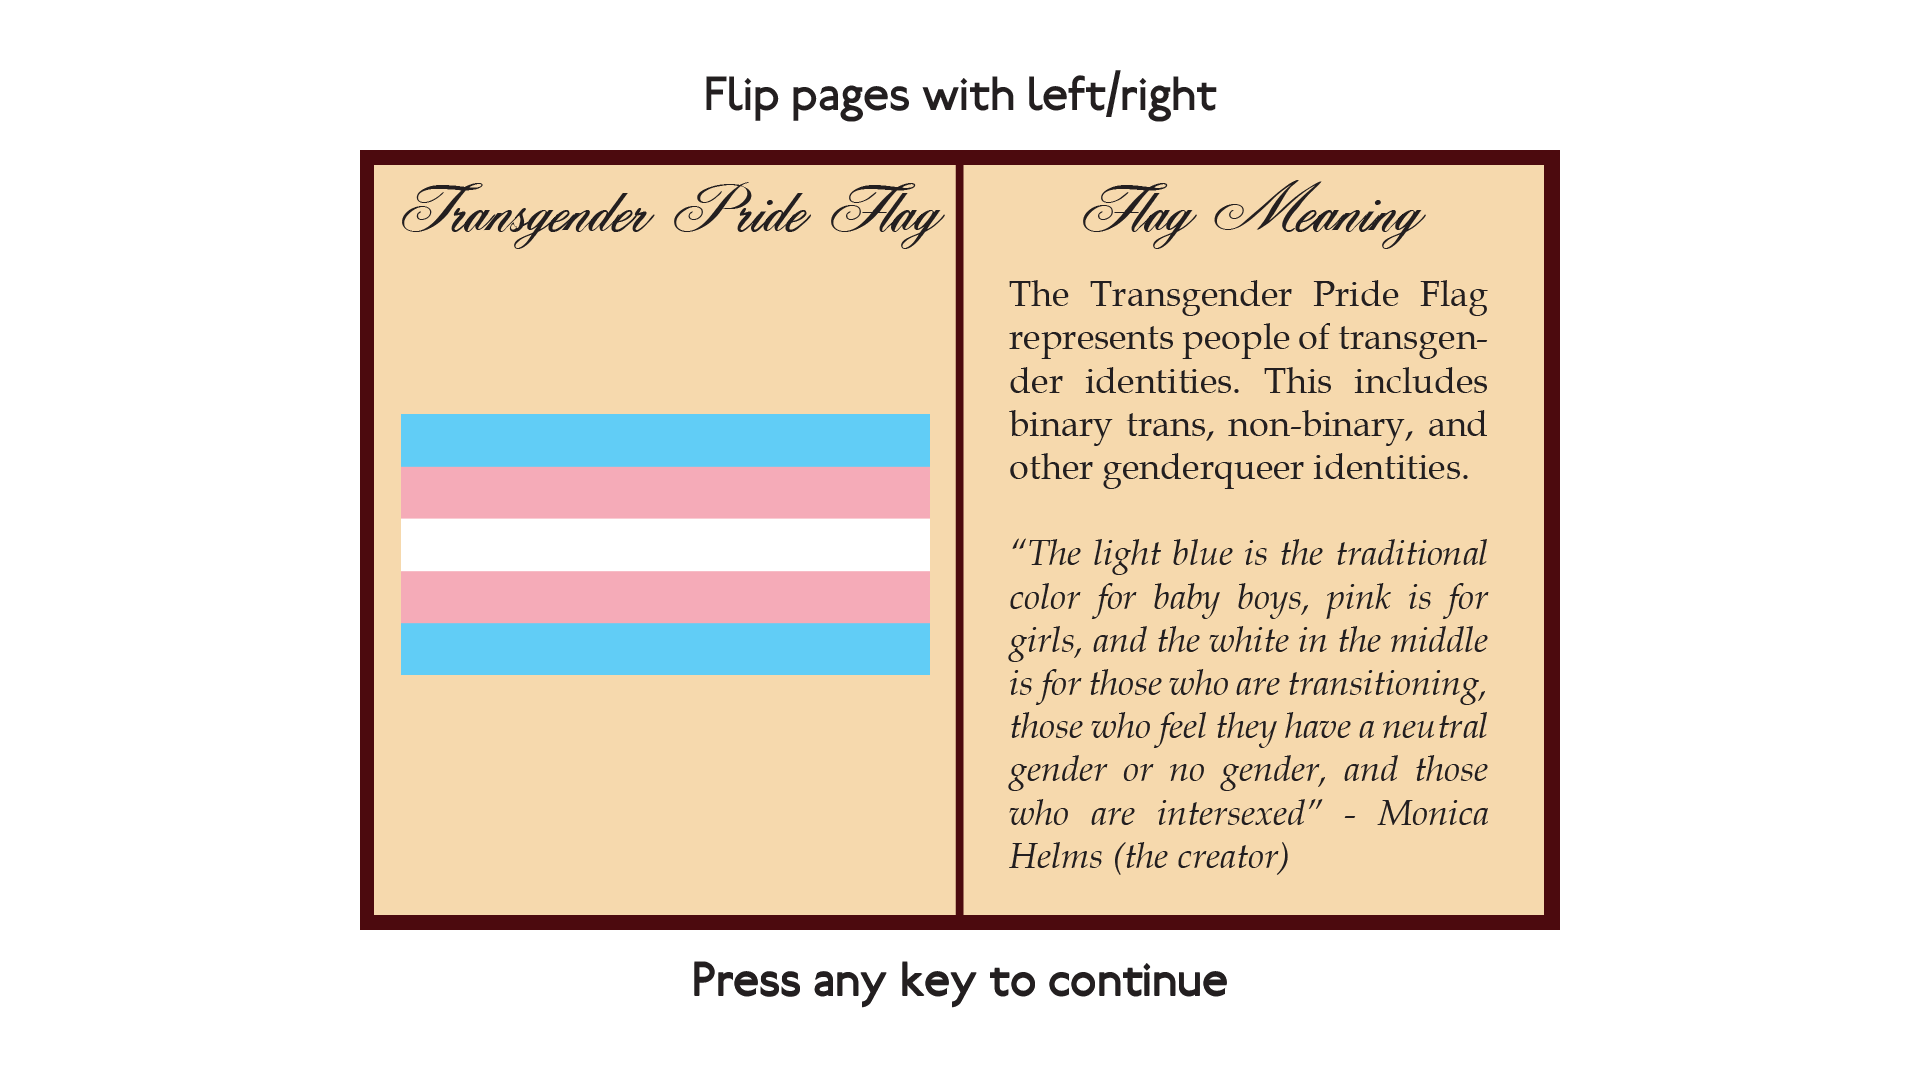 Flip pages with left/right
Transgender Pride Flag
Flag Meaning
The Transgender Pride Flag
represents people of transgen-
der identities. This includes
binary trans, non-binary, and
other genderqueer identities.
“The light blue is the traditional
color for baby boys, pink is for
girls, and the white in the middle
is for those who are transitioning,
those who feel they have a neutral
gender or no gender, and those
who are intersexed” - Monica
Helms (the creator)
Press any key to continue